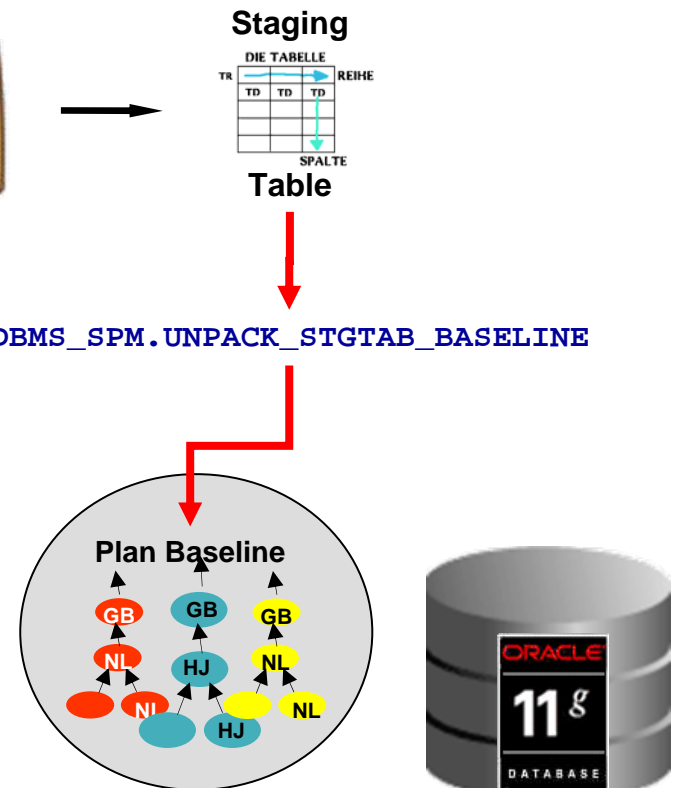 Staging
DIE TABELLE
TR
REIHE
TD TD TD
SPALTE
Table
DBMS_SPM.UNPACK_STGTAB_BASELINE
Plan Baseline
GB GB GB
NL HJ NL
NL HJ NL
ORACLE
11g
DATABASE